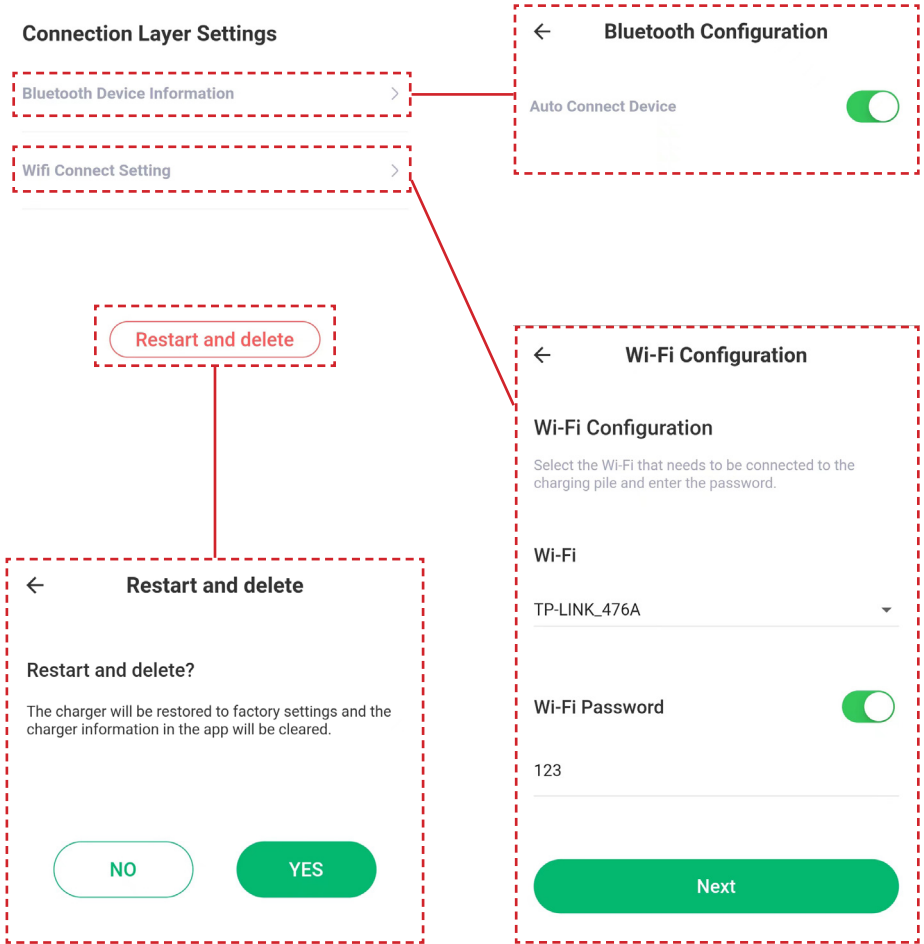 Connection Layer Settings
Bluetooth Device Information
Wifi Connect Setting
Bluetooth Configuration
Auto Connect Device
Restart and delete
Restart and delete
Restart and delete?
The charger will be restored to factory settings and the
charger information in the app will be cleared.
NO
YES
Wi-Fi Configuration
Wi-Fi Configuration
Select the Wi-Fi that needs to be connected to the
charging pile and enter the password.
Wi-Fi
TP-LINK_476A
Wi-Fi Password
123
Next